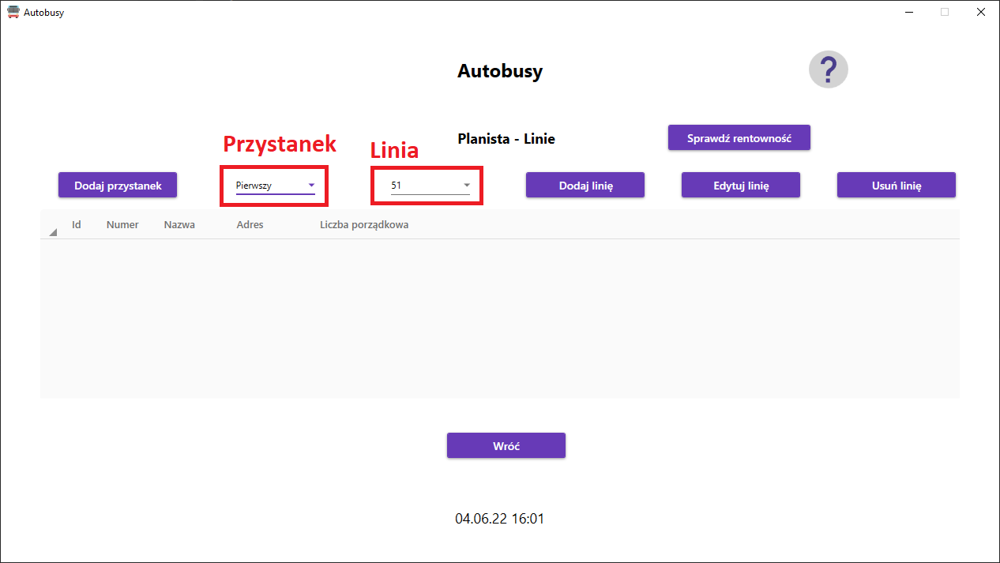 Autobusy
Autobusy
?
Planista - Linie
Sprawdź rentowność
Przystanek
Linia
Dodaj przystanek
Pierwszy
51
Dodaj linię
Edytuj linię
Usuń linię
Id
Numer
Nazwa
Adres
Liczba porządkowa
Wróć
04.06.22 16:01